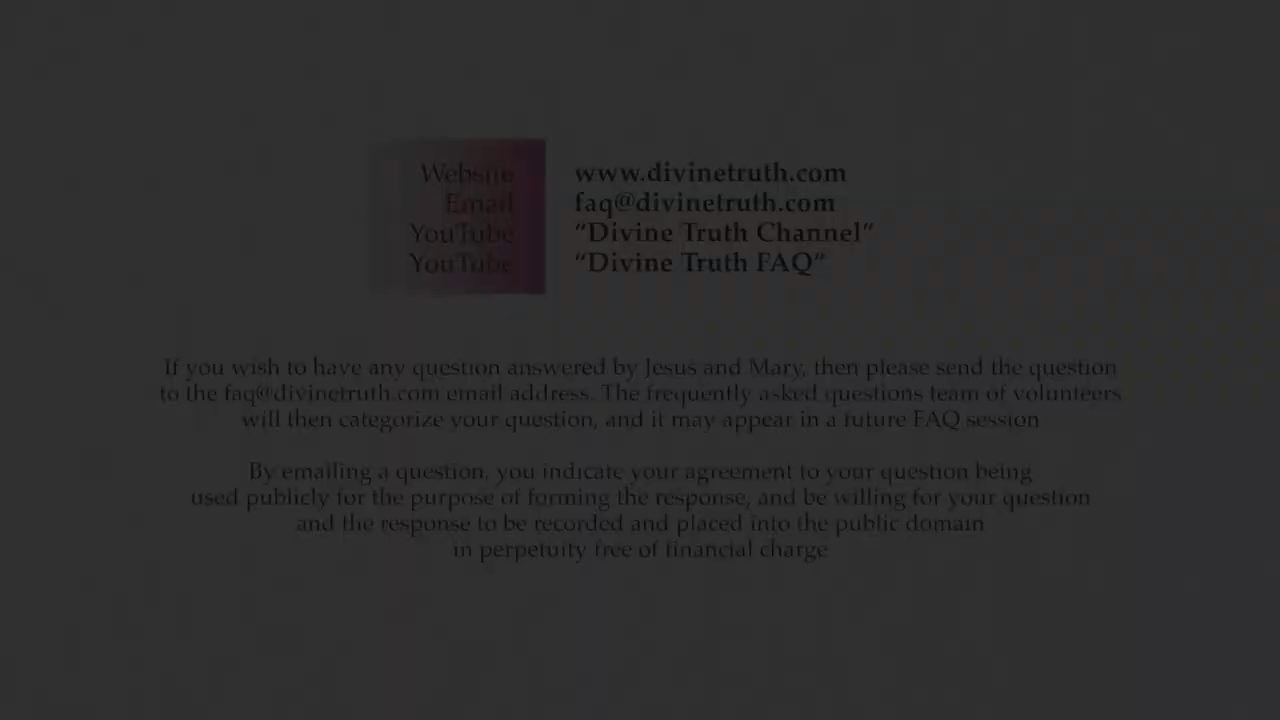 Website www.divinetruth.com
Email faq@divinetruth.com
YouTube “Divine Truth Channel”
YouTube “Divine Truth FAQ”
If you wish to have any question answered by Jesus and Mary, then please send the question
to the faq@divinetruth.com email address. The frequently asked questions team of volunteers
will then categorize your question, and it may appear in a future FAQ session
By emailing a question, you indicate your agreement to your question being
used publicly for the purpose of forming the response, and be willing for your question
and the response to be recorded and placed into the public domain
in perpetuity free of financial charge